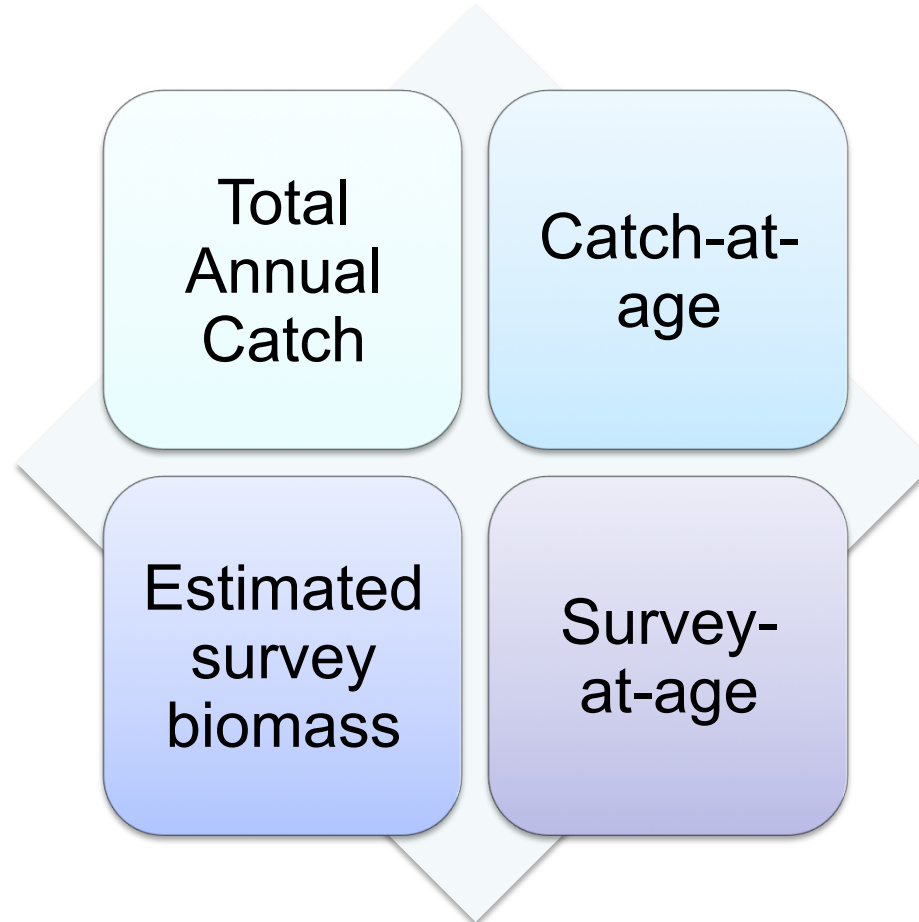 Total
Annual
Catch
Catch-at-
age
Estimated
survey
biomass
Survey-
at-age